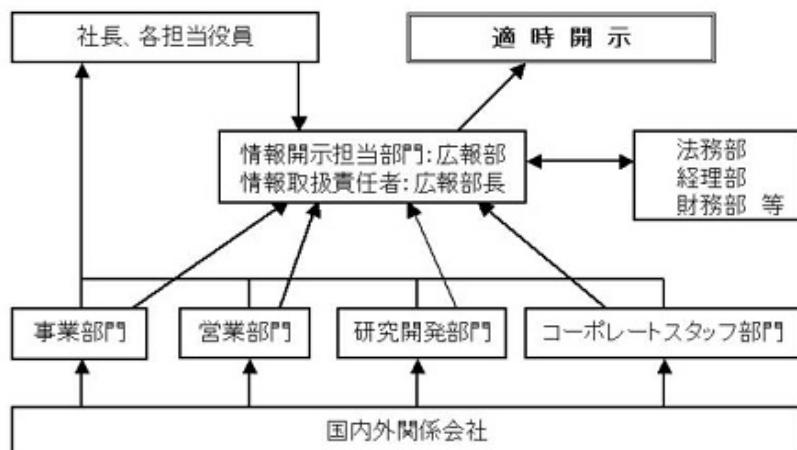 社長、各担当役員
適 時 開 示
情報開示担当部門:広報部
情報取扱責任者:広報部長
法務部
経理部
財務部 等
事業部門
営業部門
研究開発部門
コーポレートスタッフ部門
国内外関係会社